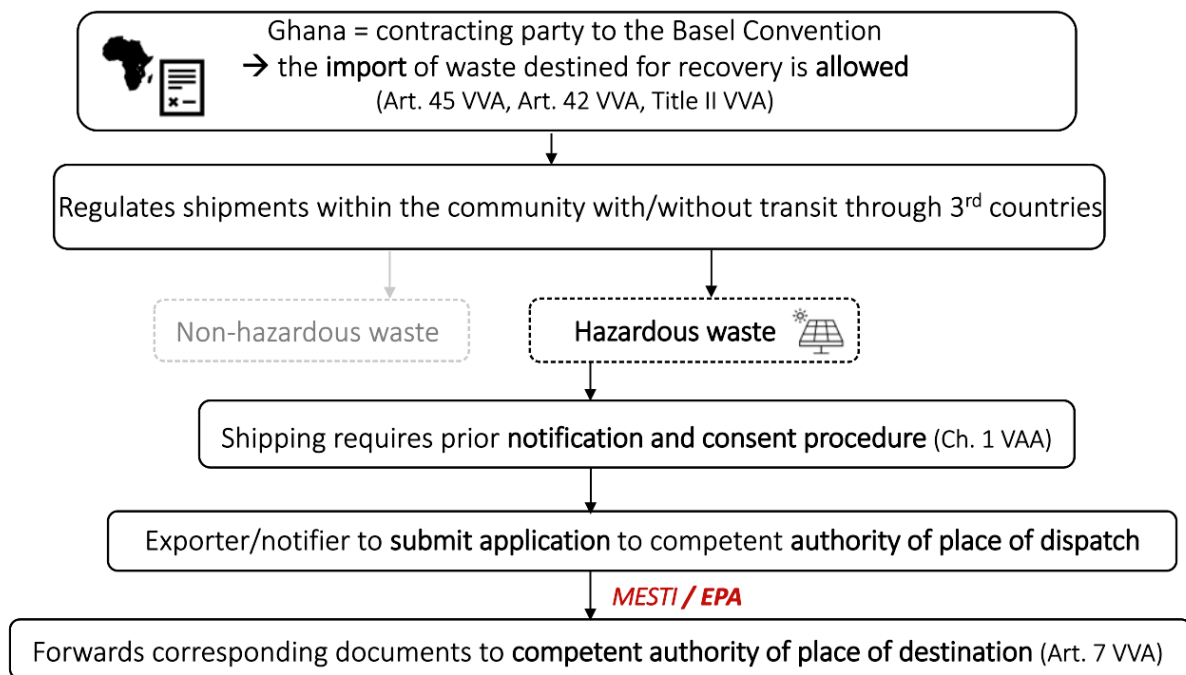 Ghana = contracting party to the Basel Convention
→ the import of waste destined for recovery is allowed
(Art. 45 VVA, Art. 42 VVA, Title II VVA)
Regulates shipments within the community with/without transit through 3rd countries
Non-hazardous waste
Hazardous waste
Shipping requires prior notification and consent procedure (Ch. 1 VAA)
Exporter/notifier to submit application to competent authority of place of dispatch
MESTI / EPA
Forwards corresponding documents to competent authority of place of destination (Art. 7 VVA)